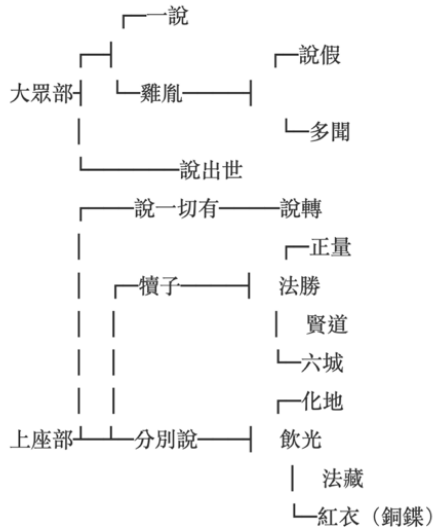 一說
說假
大眾部 雞胤
多聞
說出世
說一切有 說轉
正量
犢子 法勝
賢道
六城
化地
上座部 分別說 飲光
法藏
紅衣（銅鍱）